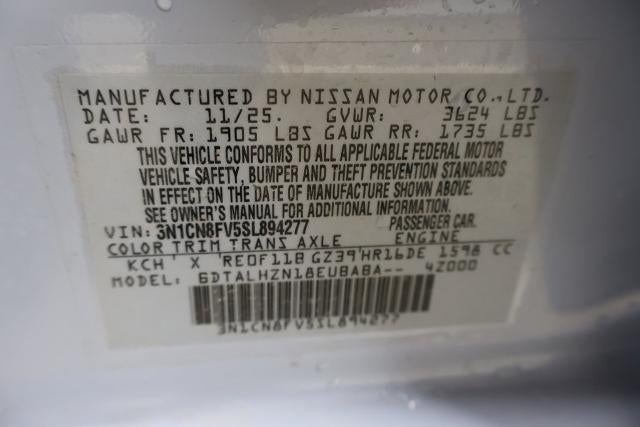 MANUFACTURED BY NISSAN MOTOR CO.,LTD.
DATE: 11/25. GVWR: 3624 LBS
GAWR FR: 1905 LBS GAWR RR: 1735 LBS
THIS VEHICLE CONFORMS TO ALL APPLICABLE FEDERAL MOTOR
VEHICLE SAFETY, BUMPER AND THEFT PREVENTION STANDARDS
IN EFFECT ON THE DATE OF MANUFACTURE SHOWN ABOVE.
SEE OWNER'S MANUAL FOR ADDITIONAL INFORMATION.
VIN: 3N1CN8FV5SL894277 PASSENGER CAR.
COLOR TRIM TRANS AXLE ENGINE
KCH' X 'RE0F11B GZ39'HR16DE 1598 CC
MODEL: 6DTALHZN18EUBABA-- 4Z000
3N1CN8FV5SL894277